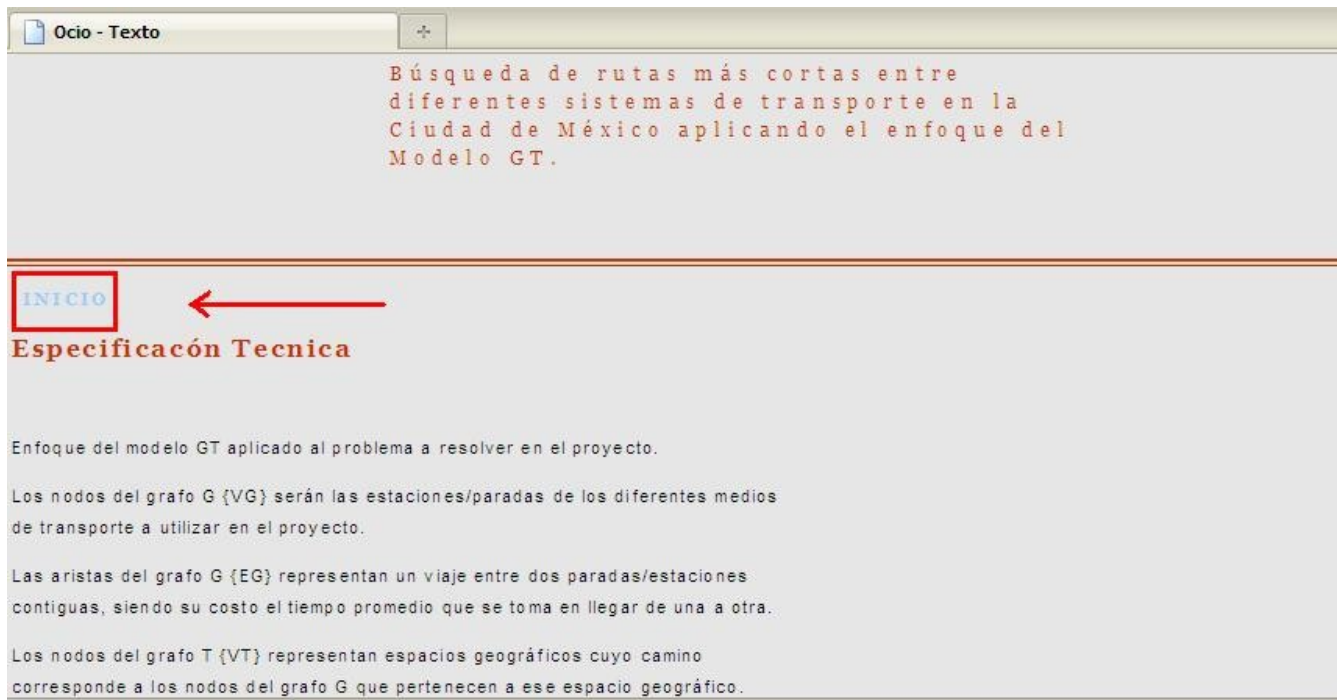 Ocio - Texto
Búsqueda de rutas más cortas entre
diferentes sistemas de transporte en la
Ciudad de México aplicando el enfoque del
Modelo GT.
INICIO
Especificacón Tecnica
Enfoque del modelo GT aplicado al problema a resolver en el proyecto.
Los nodos del grafo G {VG} serán las estaciones/paradas de los diferentes medios
de transporte a utilizar en el proyecto.
Las aristas del grafo G {EG} representan un viaje entre dos paradas/estaciones
contiguas, siendo su costo el tiempo promedio que se toma en llegar de una a otra.
Los nodos del grafo T {VT} representan espacios geográficos cuyo camino
corresponde a los nodos del grafo G que pertenecen a ese espacio geográfico.